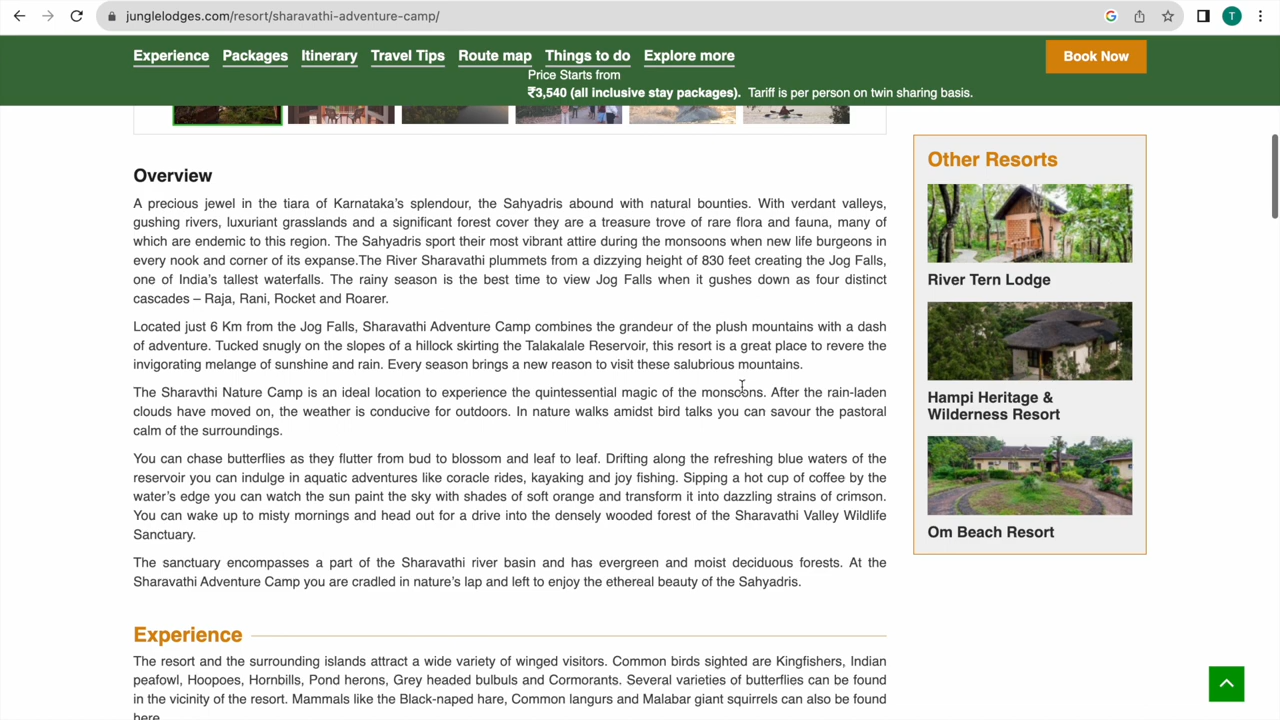 junglelodges.com/resort/sharavathi-adventure-camp/
T
Experience Packages Itinerary Travel Tips Route map Things to do Explore more
Book Now
Price Starts from
₹3,540 (all inclusive stay packages). Tariff is per person on twin sharing basis.
Overview
A precious jewel in the tiara of Karnataka's splendour, the Sahyadris abound with natural bounties. With verdant valleys,
gushing rivers, luxuriant grasslands and a significant forest cover they are a treasure trove of rare flora and fauna, many of
which are endemic to this region. The Sahyadris sport their most vibrant attire during the monsoons when new life burgeons in
every nook and corner of its expanse.The River Sharavathi plummets from a dizzying height of 830 feet creating the Jog Falls,
one of India's tallest waterfalls. The rainy season is the best time to view Jog Falls when it gushes down as four distinct
cascades – Raja, Rani, Rocket and Roarer.
Located just 6 Km from the Jog Falls, Sharavathi Adventure Camp combines the grandeur of the plush mountains with a dash
of adventure. Tucked snugly on the slopes of a hillock skirting the Talakalale Reservoir, this resort is a great place to revere the
invigorating melange of sunshine and rain. Every season brings a new reason to visit these salubrious mountains.
The Sharavthi Nature Camp is an ideal location to experience the quintessential magic of the monsoons. After the rain-laden
clouds have moved on, the weather is conducive for outdoors. In nature walks amidst bird talks you can savour the pastoral
calm of the surroundings.
You can chase butterflies as they flutter from bud to blossom and leaf to leaf. Drifting along the refreshing blue waters of the
reservoir you can indulge in aquatic adventures like coracle rides, kayaking and joy fishing. Sipping a hot cup of coffee by the
water's edge you can watch the sun paint the sky with shades of soft orange and transform it into dazzling strains of crimson.
You can wake up to misty mornings and head out for a drive into the densely wooded forest of the Sharavathi Valley Wildlife
Sanctuary.
The sanctuary encompasses a part of the Sharavathi river basin and has evergreen and moist deciduous forests. At the
Sharavathi Adventure Camp you are cradled in nature's lap and left to enjoy the ethereal beauty of the Sahyadris.
Experience
The resort and the surrounding islands attract a wide variety of winged visitors. Common birds sighted are Kingfishers, Indian
peafowl, Hoopoes, Hornbills, Pond herons, Grey headed bulbuls and Cormorants. Several varieties of butterflies can be found
in the vicinity of the resort. Mammals like the Black-naped hare, Common langurs and Malabar giant squirrels can also be found
here.
Other Resorts
River Tern Lodge
Hampi Heritage &
Wilderness Resort
Om Beach Resort